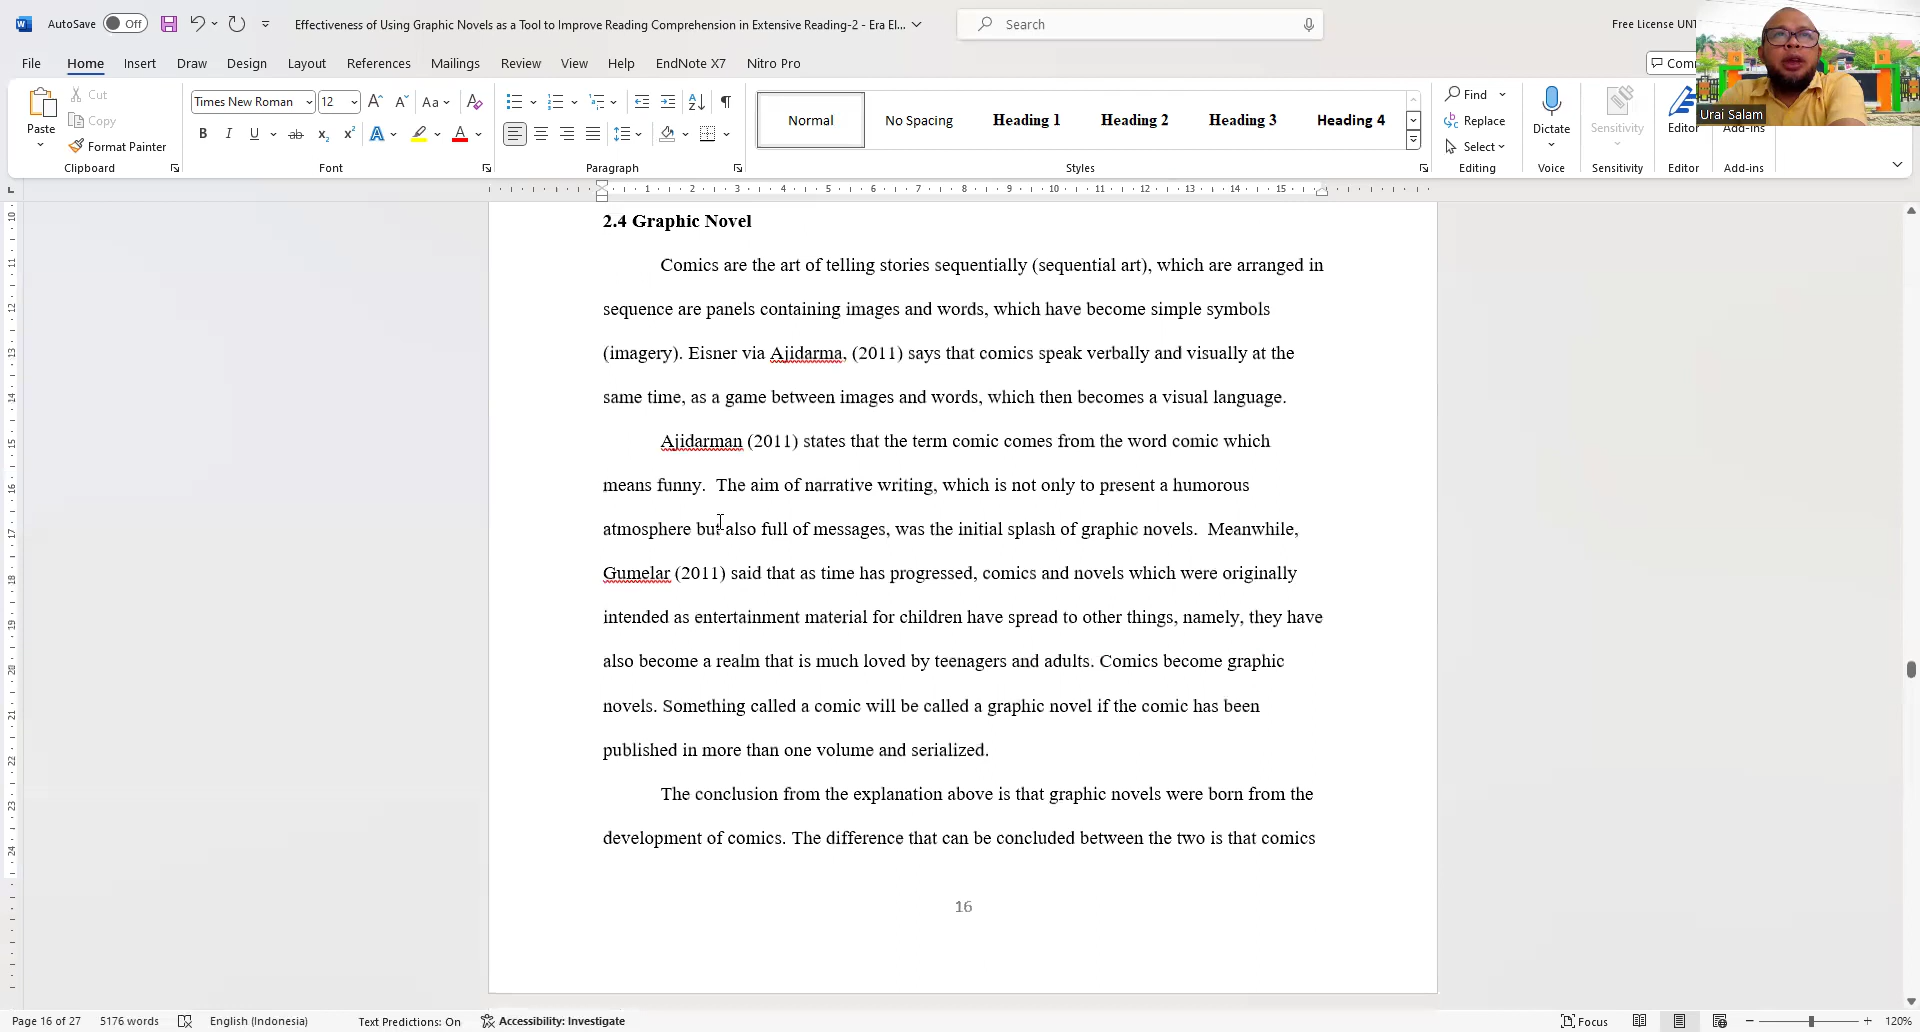 AutoSave Off
Effectiveness of Using Graphic Novels as a Tool to Improve Reading Comprehension in Extensive Reading-2 - Era El...
Search
Free License UNT
File Home Insert Draw Design Layout References Mailings Review View Help EndNote X7 Nitro Pro
Com
Urai Salam
Paste
Cut
Copy
Format Painter
Clipboard
Times New Roman 12
Font
Paragraph
Normal
No Spacing
Heading 1
Heading 2
Heading 3
Heading 4
Styles
Find
Replace
Select
Editing
Dictate
Voice
Sensitivity
Sensitivity
Editor
Editor
Add-ins
Add-ins
2.4 Graphic Novel
Comics are the art of telling stories sequentially (sequential art), which are arranged in
sequence are panels containing images and words, which have become simple symbols
(imagery). Eisner via Ajidarma, (2011) says that comics speak verbally and visually at the
same time, as a game between images and words, which then becomes a visual language.
Ajidarman (2011) states that the term comic comes from the word comic which
means funny.  The aim of narrative writing, which is not only to present a humorous
atmosphere but also full of messages, was the initial splash of graphic novels.  Meanwhile,
Gumelar (2011) said that as time has progressed, comics and novels which were originally
intended as entertainment material for children have spread to other things, namely, they have
also become a realm that is much loved by teenagers and adults. Comics become graphic
novels. Something called a comic will be called a graphic novel if the comic has been
published in more than one volume and serialized.
The conclusion from the explanation above is that graphic novels were born from the
development of comics. The difference that can be concluded between the two is that comics
16
Page 16 of 27 5176 words English (Indonesia) Text Predictions: On Accessibility: Investigate Focus 120%